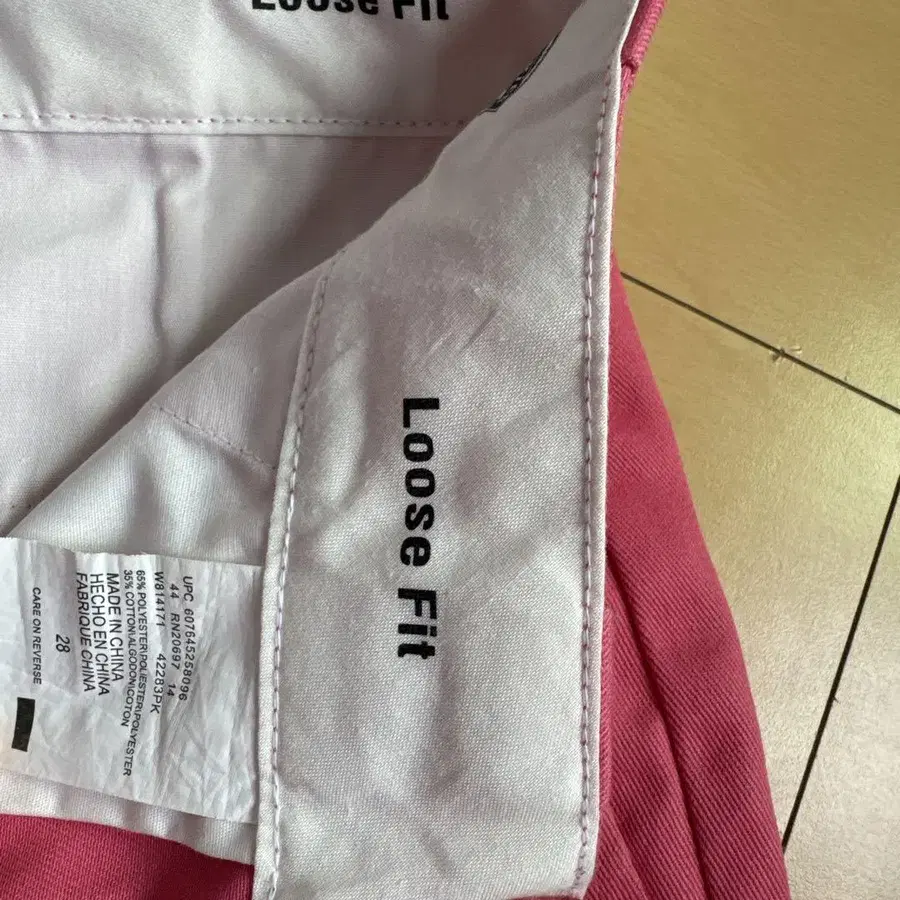 Loose Fit
Loose Fit
UPC 607645258096
44 RN20697 14
W814171 42283PK
65% POLYESTER\POLIESTER\POLYESTER
35% COTTON\ALGODON\COTON
MADE IN CHINA
HECHO EN CHINA
FABRIQUE CHINA
28
CARE ON REVERSE